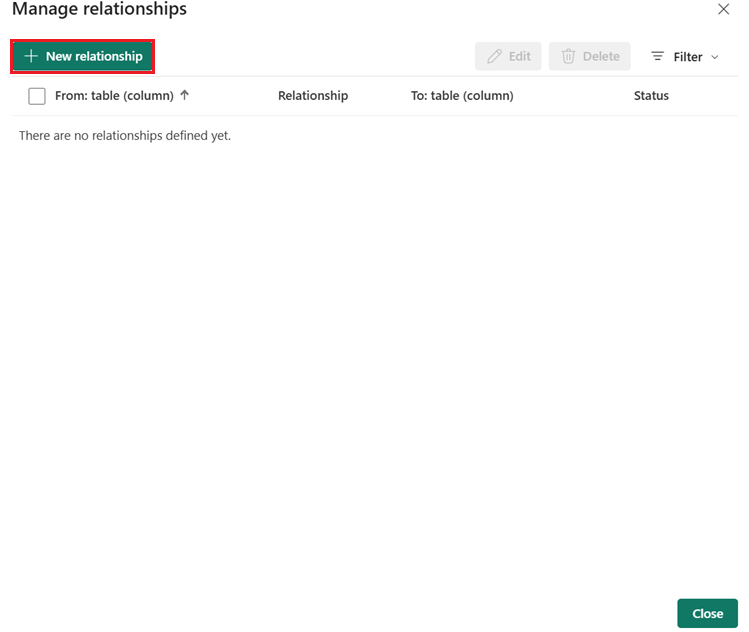 Manage relationships
New relationship
Edit
Delete
Filter
From: table (column)
Relationship
To: table (column)
Status
There are no relationships defined yet.
Close